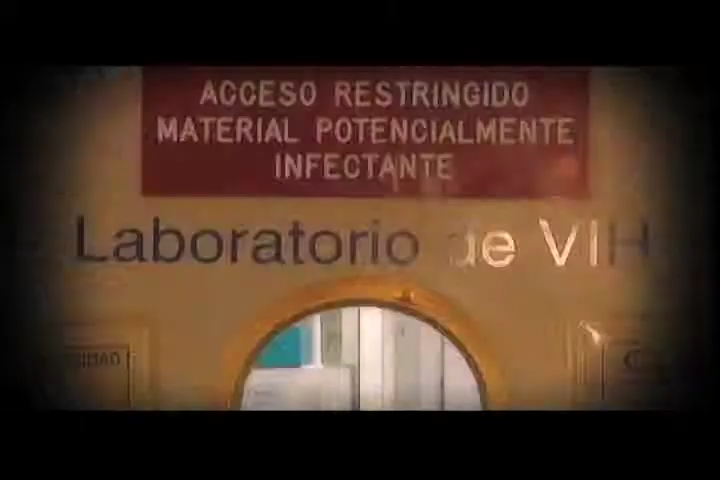 ACCESO RESTRINGIDO
MATERIAL POTENCIALMENTE
INFECTANTE
Laboratorio de VIH